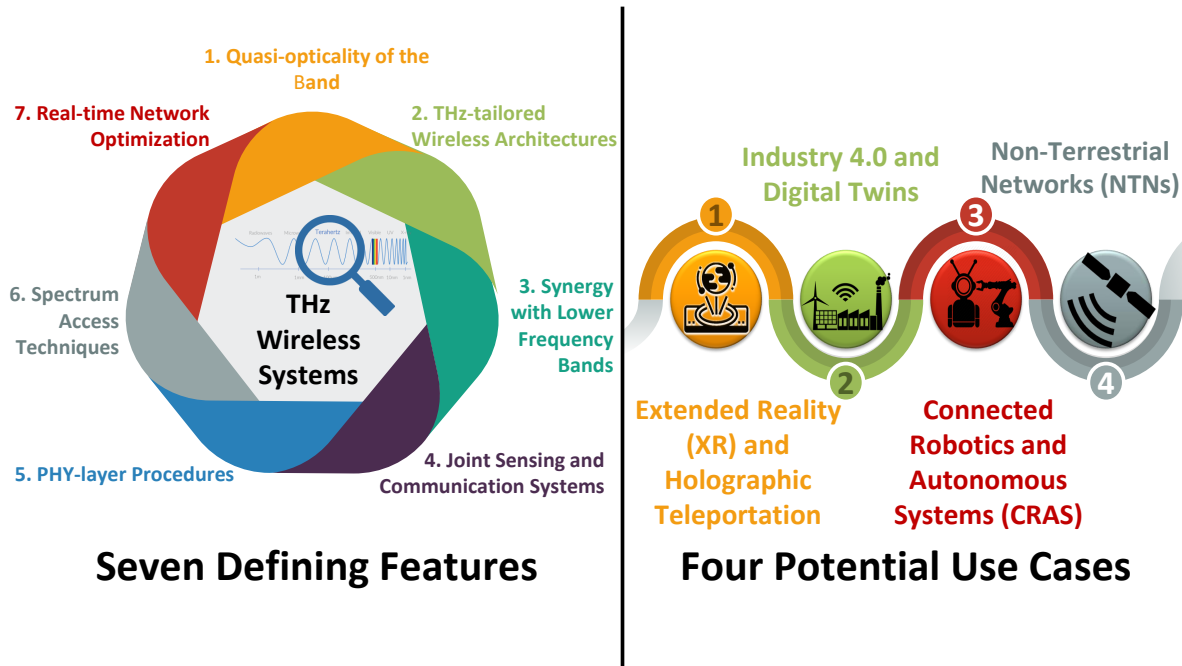 1. Quasi-opticality of the
Band
7. Real-time Network
Optimization
2. THz-tailored
Wireless Architectures
Terahertz
THz
Wireless
Systems
6. Spectrum
Access
Techniques
3. Synergy
with Lower
Frequency
Bands
5. PHY-layer Procedures
4. Joint Sensing and
Communication Systems
Seven Defining Features
Industry 4.0 and
Digital Twins
Non-Terrestrial
Networks (NTNs)
1
3
2
4
Extended Reality
(XR) and
Holographic
Teleportation
Connected
Robotics and
Autonomous
Systems (CRAS)
Four Potential Use Cases